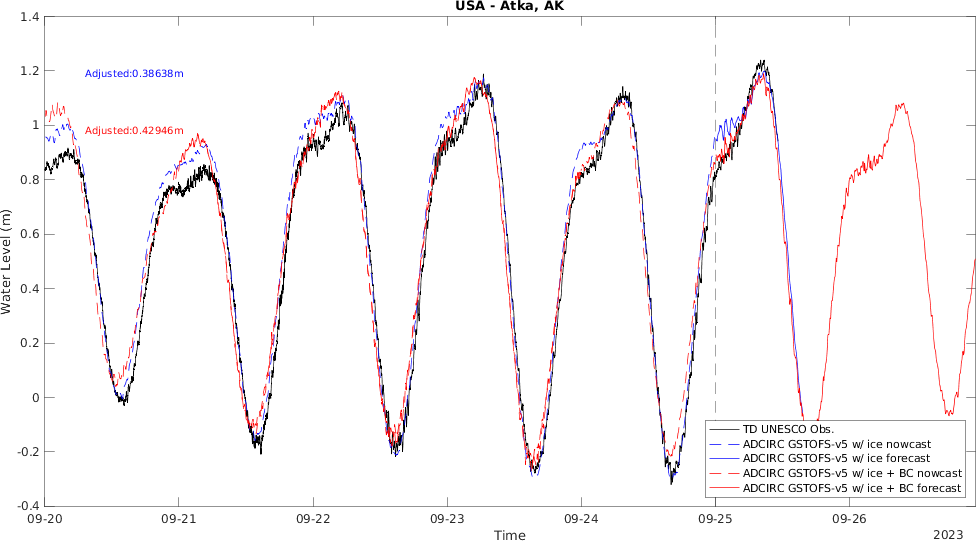 USA - Atka, AK
1.4
1.2
1
0.8
0.6
0.4
0.2
0
-0.2
-0.4
Water Level (m)
Adjusted:0.38638m
Adjusted:0.42946m
TD UNESCO Obs.
ADCIRC GSTOFS-v5 w/ ice nowcast
ADCIRC GSTOFS-v5 w/ ice forecast
ADCIRC GSTOFS-v5 w/ ice + BC nowcast
ADCIRC GSTOFS-v5 w/ ice + BC forecast
09-20 09-21 09-22 09-23 09-24 09-25 09-26
Time
2023